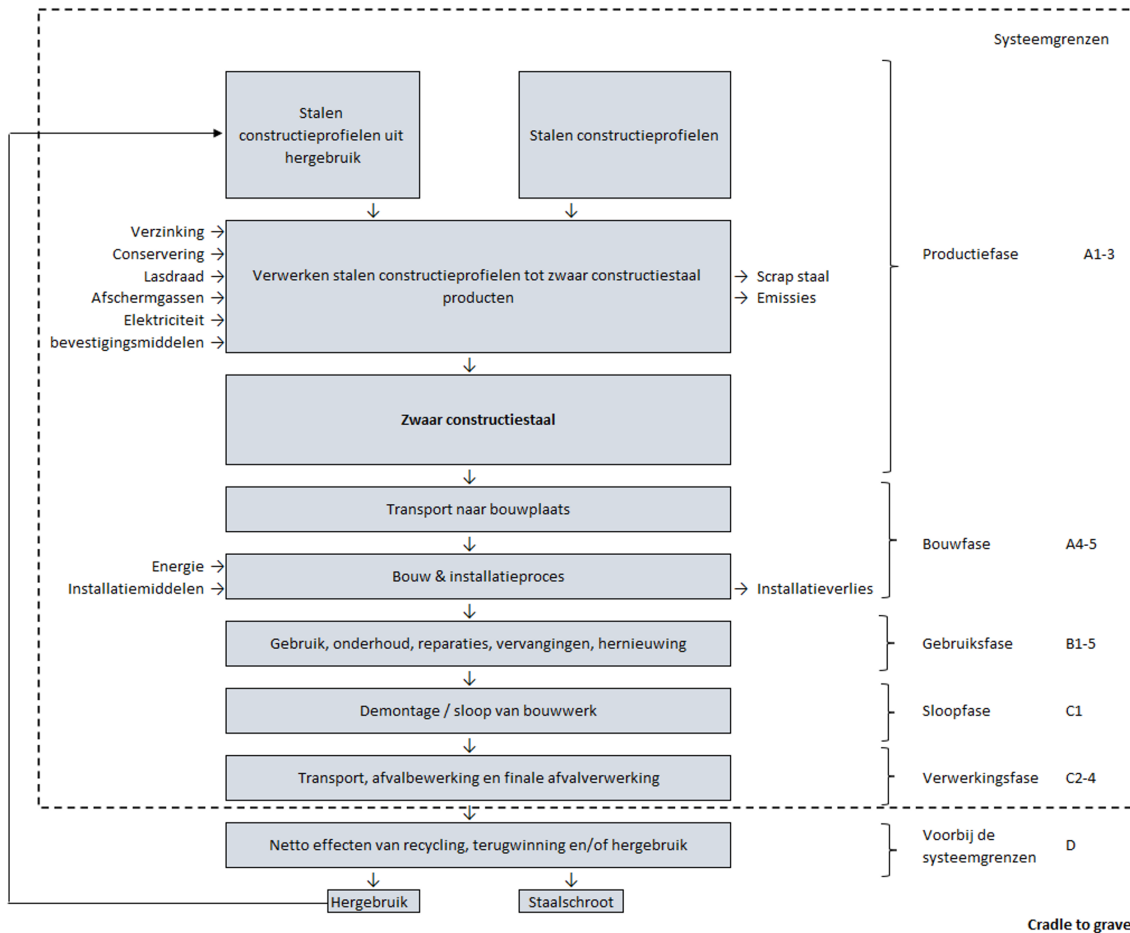 Systeemgrenzen
Stalen
constructieprofielen uit
hergebruik
Stalen constructieprofielen
Verzinking
Conservering
Lasdraad
Afschermgassen
Elektriciteit
bevestigingsmiddelen
Verwerken stalen constructieprofielen tot zwaar constructiestaal
producten
Scrap staal
Emissies
Productiefase A1-3
Zwaar constructiestaal
Transport naar bouwplaats
Bouwfase A4-5
Energie
Installatiemiddelen
Bouw & installatieproces
Installatieverlies
Gebruik, onderhoud, reparaties, vervangingen, hernieuwing
Gebruiksfase B1-5
Demontage / sloop van bouwwerk
Sloopfase C1
Transport, afvalbewerking en finale afvalverwerking
Verwerkingsfase C2-4
Netto effecten van recycling, terugwinning en/of hergebruik
Voorbij de
systeemgrenzen D
Hergebruik
Staalschroot
Cradle to grave